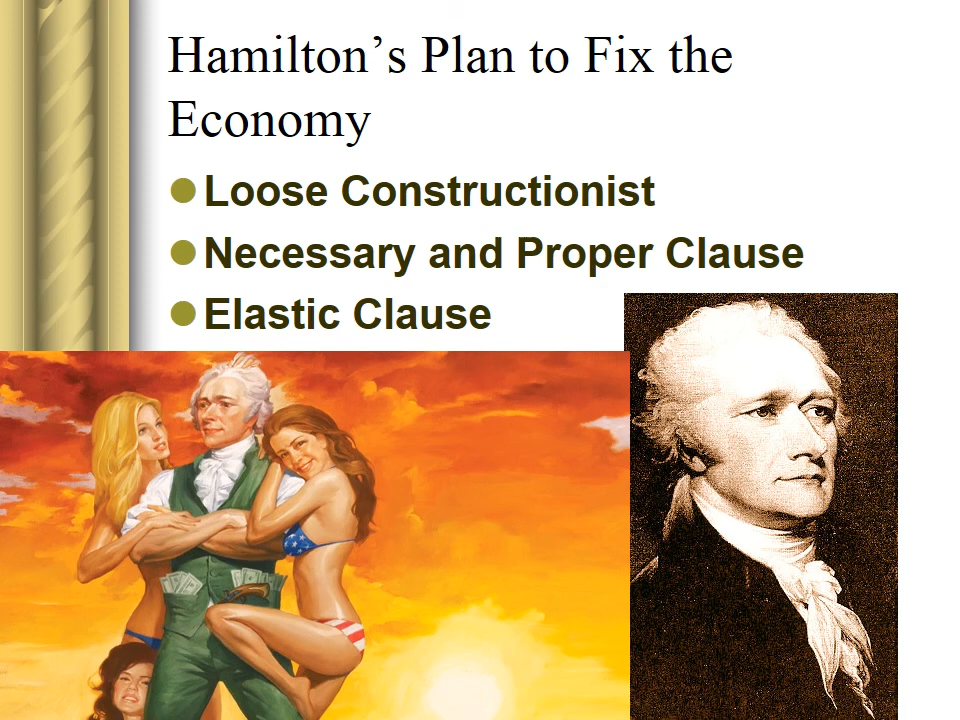 Hamilton’s Plan to Fix the
Economy
Loose Constructionist
Necessary and Proper Clause
Elastic Clause